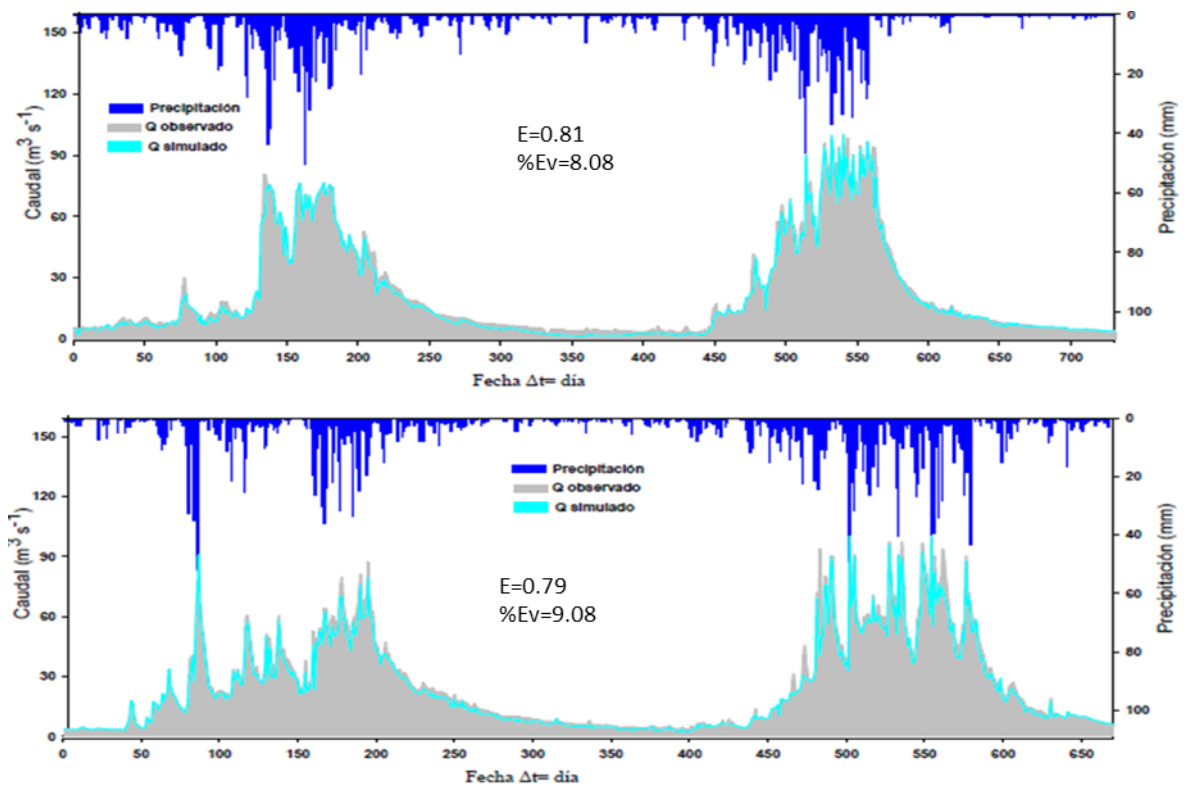 150
120
90
60
30
0
Caudal (m³ s⁻¹)
Precipitación
Q observado
Q simulado
E=0.81
%Ev=8.08
0
20
40
60
80
100
Precipitación (mm)
0 50 100 150 200 250 300 350 400 450 500 550 600 650 700
Fecha Δt= día
150
120
90
60
30
0
Caudal (m³ s⁻¹)
Precipitación
Q observado
Q simulado
E=0.79
%Ev=9.08
0
20
40
60
80
100
Precipitación (mm)
0 50 100 150 200 250 300 350 400 450 500 550 600 650
Fecha Δt= día